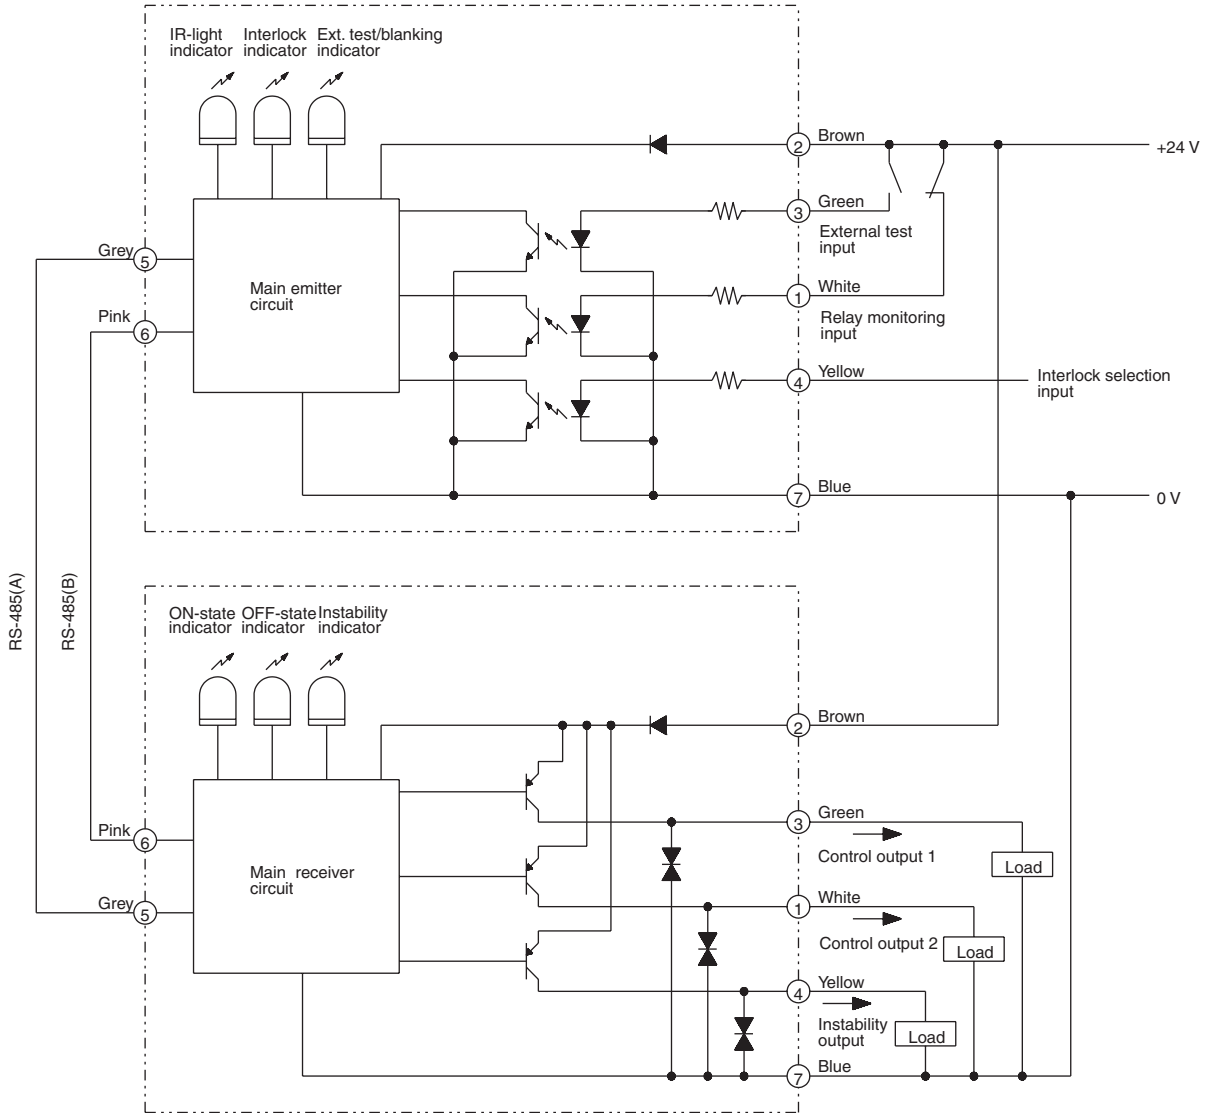 IR-light indicator
Interlock indicator
Ext. test/blanking indicator
2
Brown
+24 V
3
Green
External test input
Grey
5
Main emitter circuit
1
White
Relay monitoring input
Pink
6
4
Yellow
Interlock selection input
7
Blue
0 V
RS-485(A)
RS-485(B)
ON-state indicator
OFF-state indicator
Instability indicator
2
Brown
3
Green
Control output 1
Load
Pink
6
Main receiver circuit
1
White
Control output 2
Load
Grey
5
4
Yellow
Instability output
Load
7
Blue